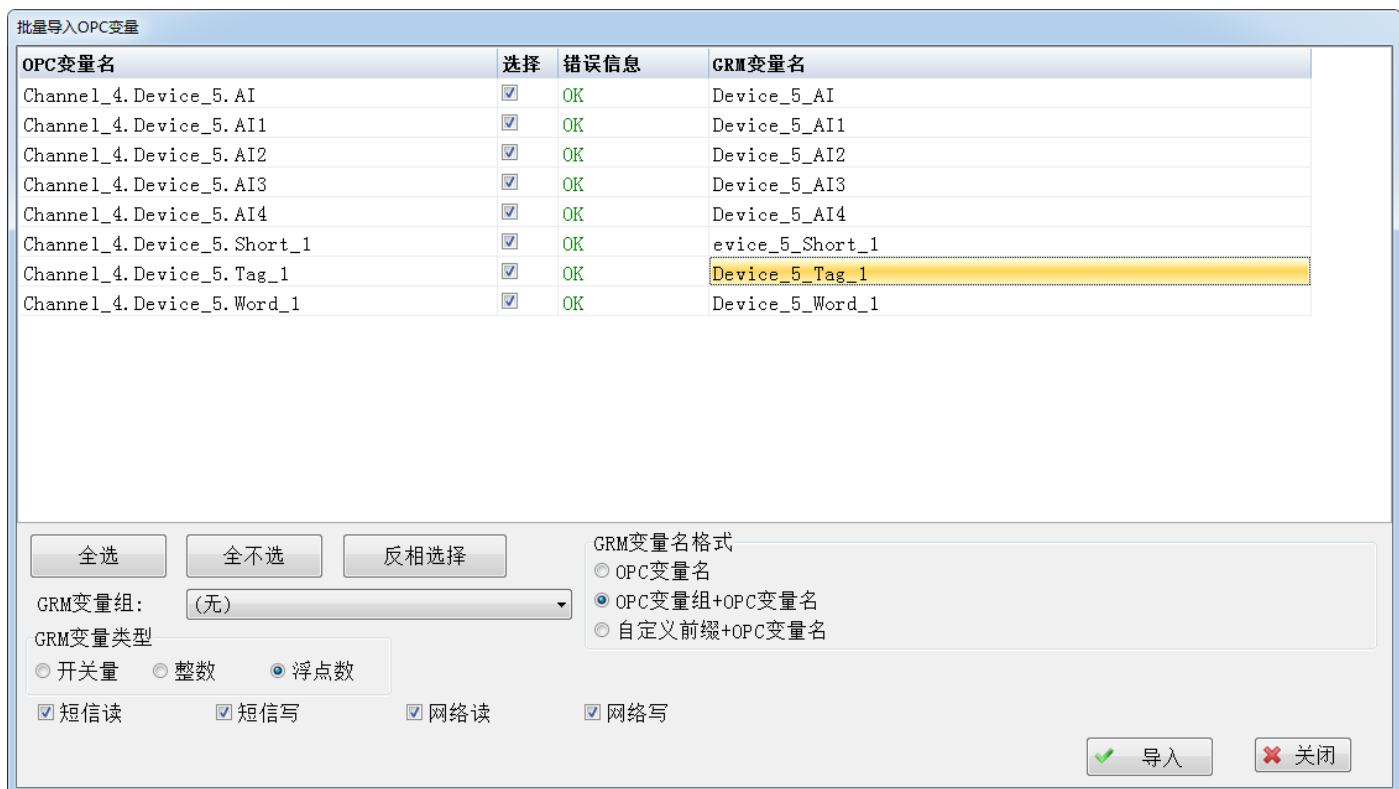 批量导入OPC变量
OPC变量名 选择 错误信息 GRM变量名
Channel_4.Device_5.AI OK Device_5_AI
Channel_4.Device_5.AI1 OK Device_5_AI1
Channel_4.Device_5.AI2 OK Device_5_AI2
Channel_4.Device_5.AI3 OK Device_5_AI3
Channel_4.Device_5.AI4 OK Device_5_AI4
Channel_4.Device_5.Short_1 OK evice_5_Short_1
Channel_4.Device_5.Tag_1 OK Device_5_Tag_1
Channel_4.Device_5.Word_1 OK Device_5_Word_1
全选 全不选 反相选择
GRM变量组: (无)
GRM变量类型
开关量 整数 浮点数
短信读 短信写 网络读 网络写
GRM变量名格式
OPC变量名
OPC变量组+OPC变量名
自定义前缀+OPC变量名
导入 关闭